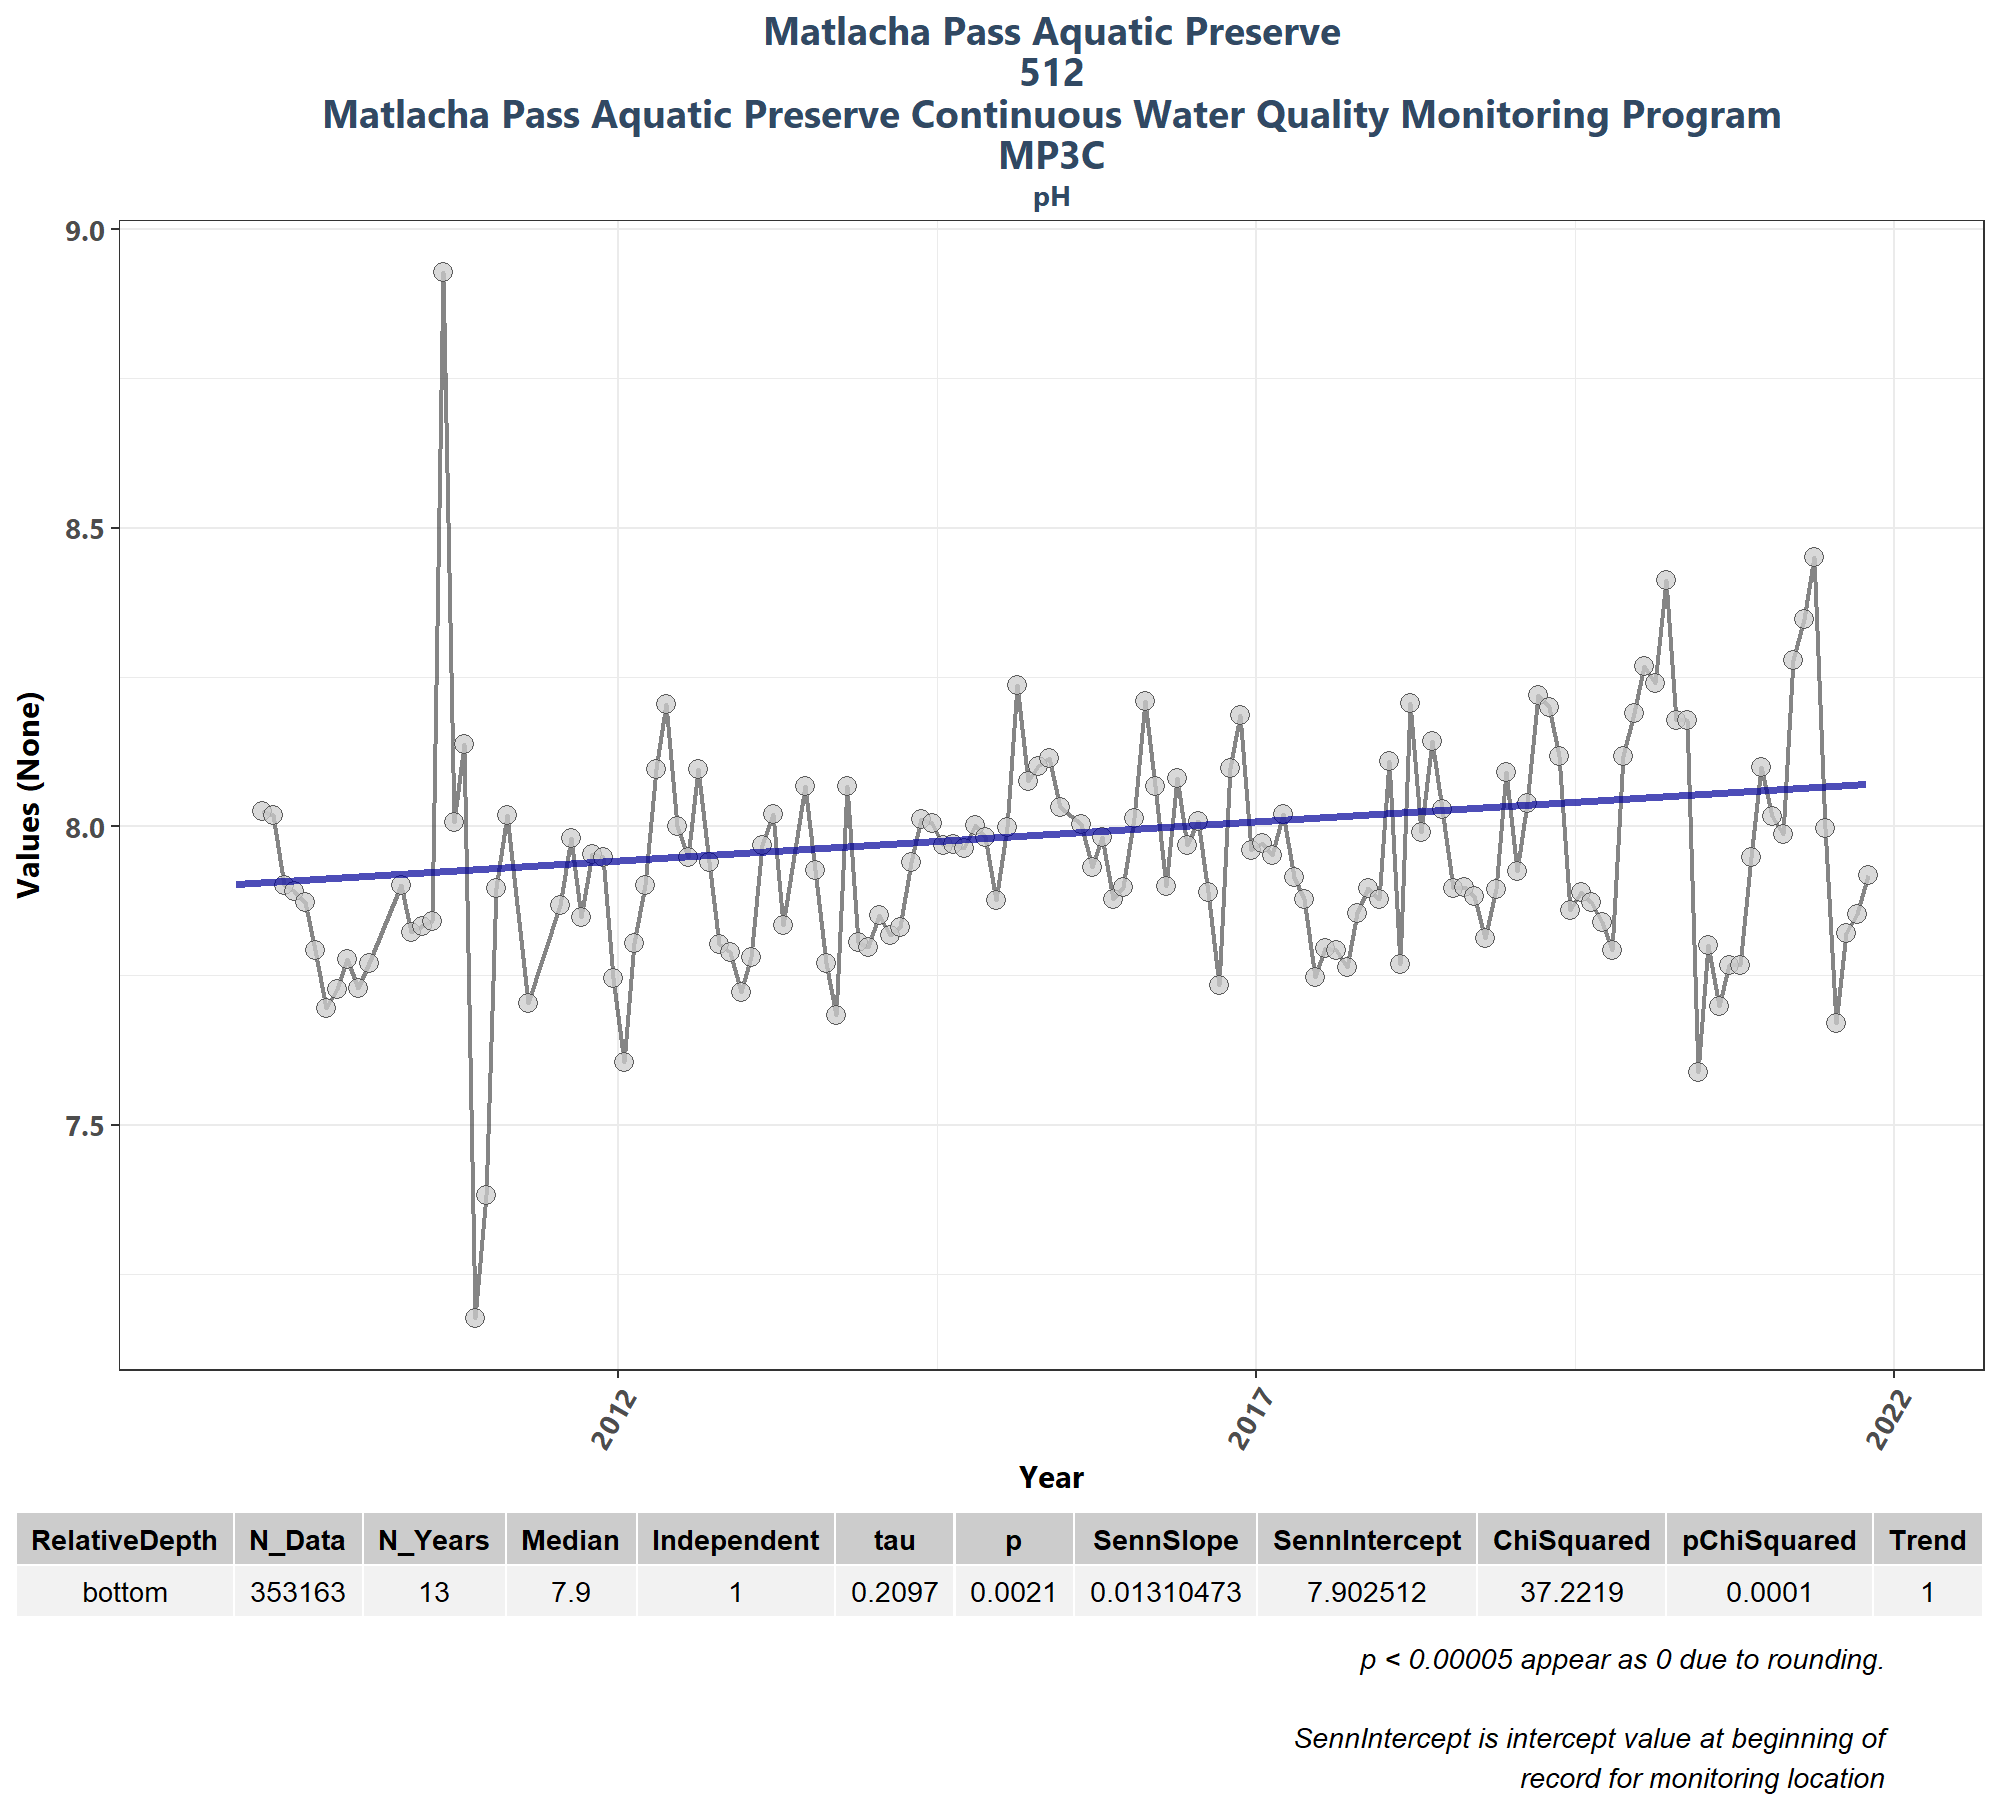 Matlacha Pass Aquatic Preserve
512
Matlacha Pass Aquatic Preserve Continuous Water Quality Monitoring Program
MP3C
pH
9.0
8.5
8.0
7.5
Values (None)
2012
2017
2022
Year
RelativeDepth N_Data N_Years Median Independent tau p SennSlope SennIntercept ChiSquared pChiSquared Trend
bottom 353163 13 7.9 1 0.2097 0.0021 0.01310473 7.902512 37.2219 0.0001 1
p < 0.00005 appear as 0 due to rounding.
SennIntercept is intercept value at beginning of
record for monitoring location